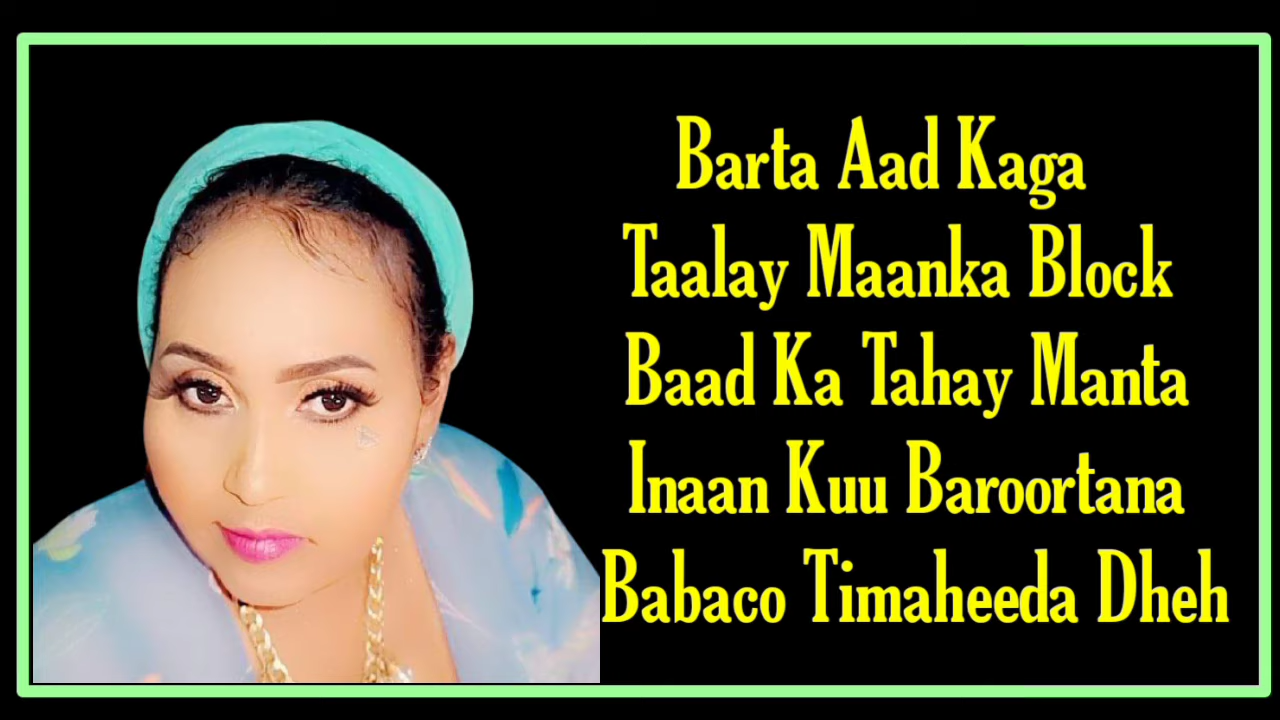 Barta Aad Kaga
Taalay Maanka Block
Baad Ka Tahay Manta
Inaan Kuu Baroortana
Babaco Timaheeda Dheh